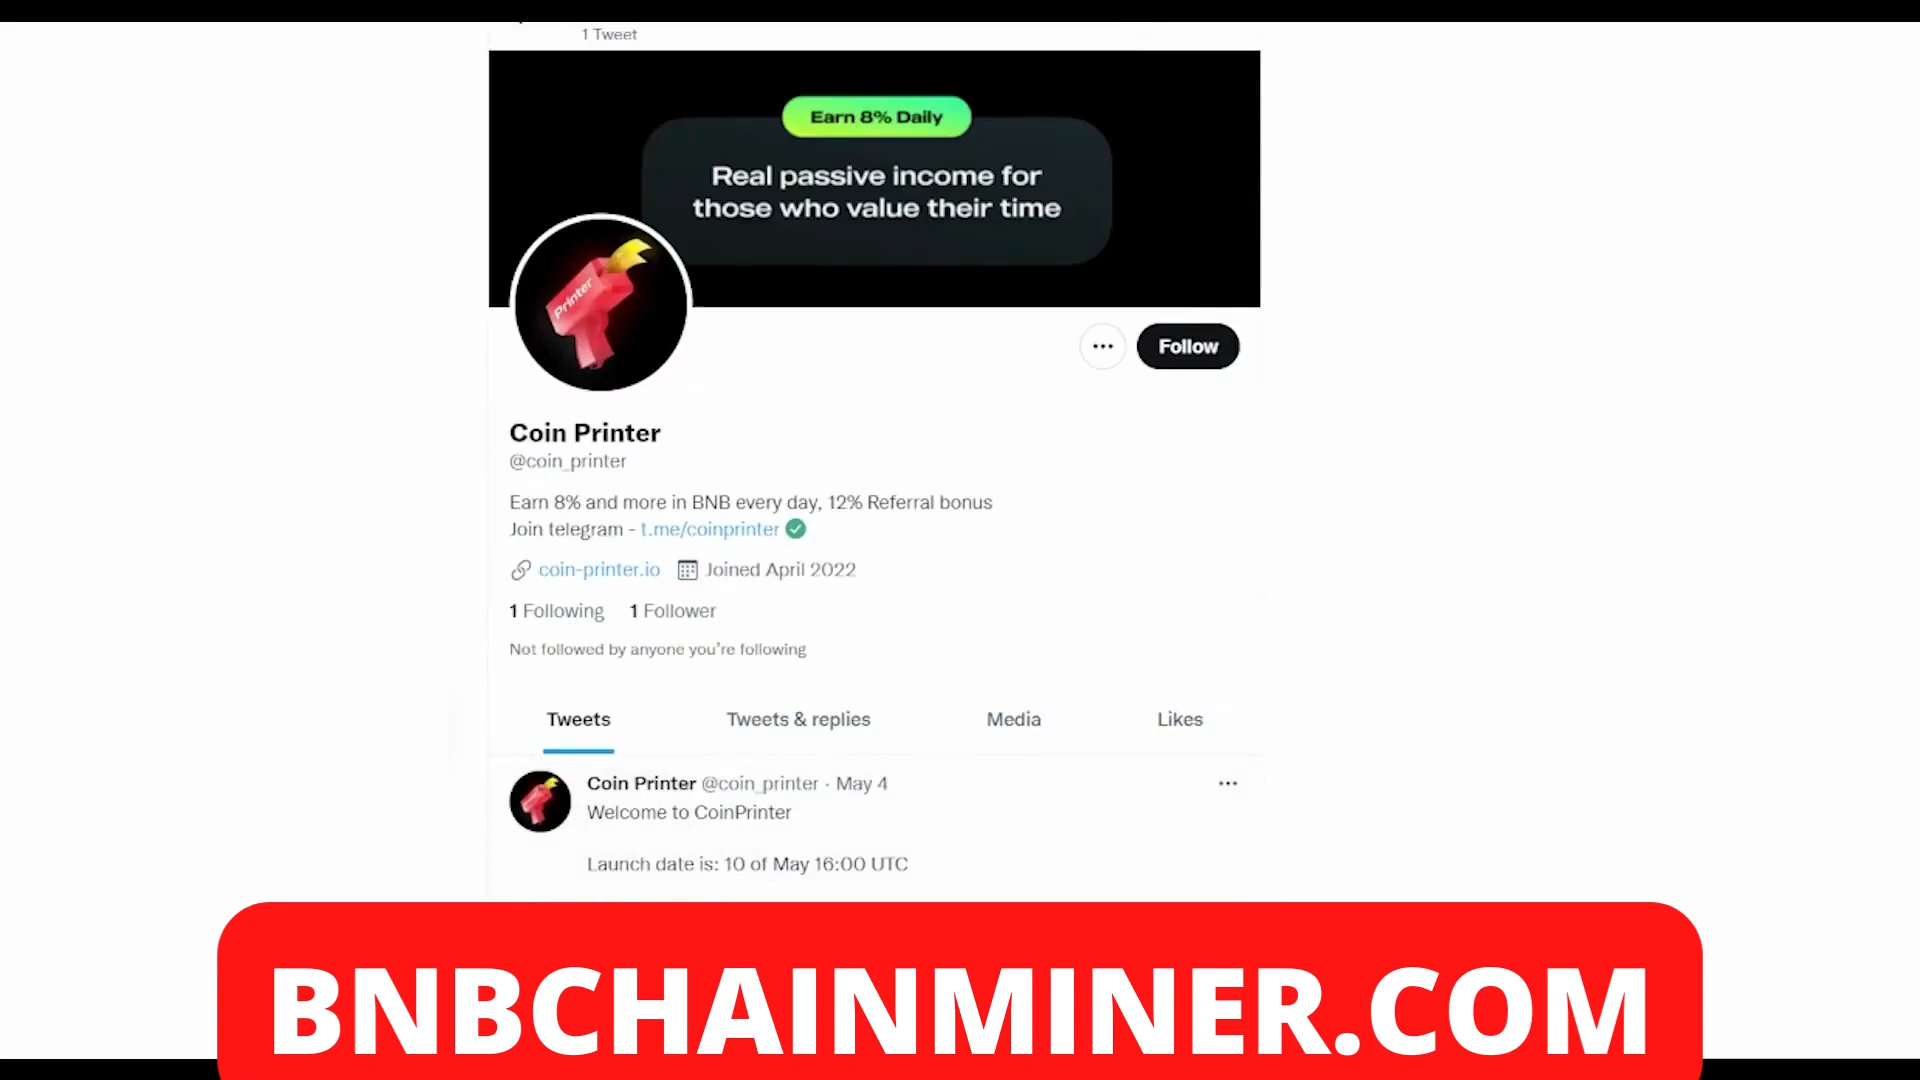 1 Tweet
Earn 8% Daily
Real passive income for
those who value their time
Printer
Follow
Coin Printer
@coin_printer
Earn 8% and more in BNB every day, 12% Referral bonus
Join telegram - t.me/coinprinter
coin-printer.io Joined April 2022
1 Following 1 Follower
Not followed by anyone you're following
Tweets Tweets & replies Media Likes
Coin Printer @coin_printer · May 4
Welcome to CoinPrinter
Launch date is: 10 of May 16:00 UTC
BNBCHAINMINER.COM